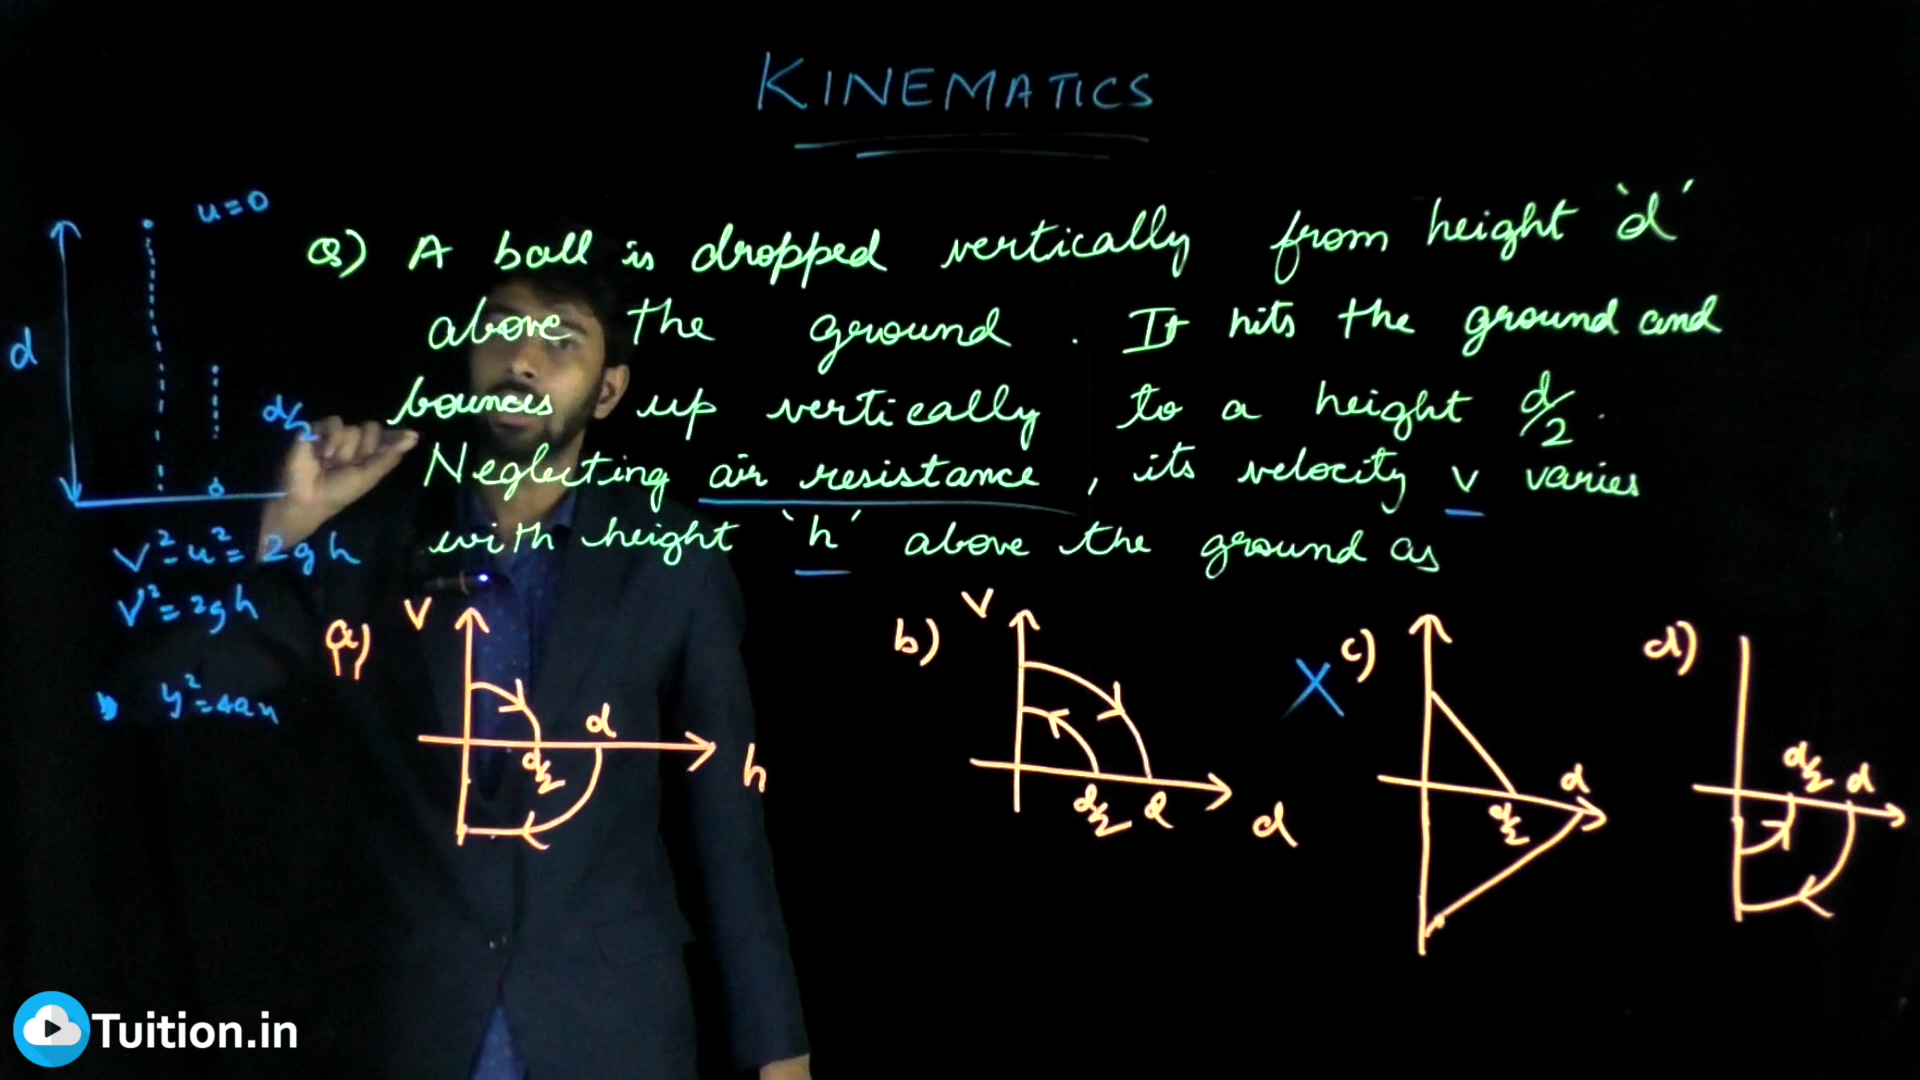 KINEMATICS
u=0
Q) A ball is dropped vertically from height 'd'
above the ground. It hits the ground and
bounces up vertically to a height d/2.
Neglecting air resistance, its velocity v varies
with height 'h' above the ground as
d
d/2
v²-u²=2gh
v²=2gh
y²=4ax
a) v
d
d/2
h
b) v
d/2 d
d
X c)
d
d/2
d)
d/2 d
Tuition.in